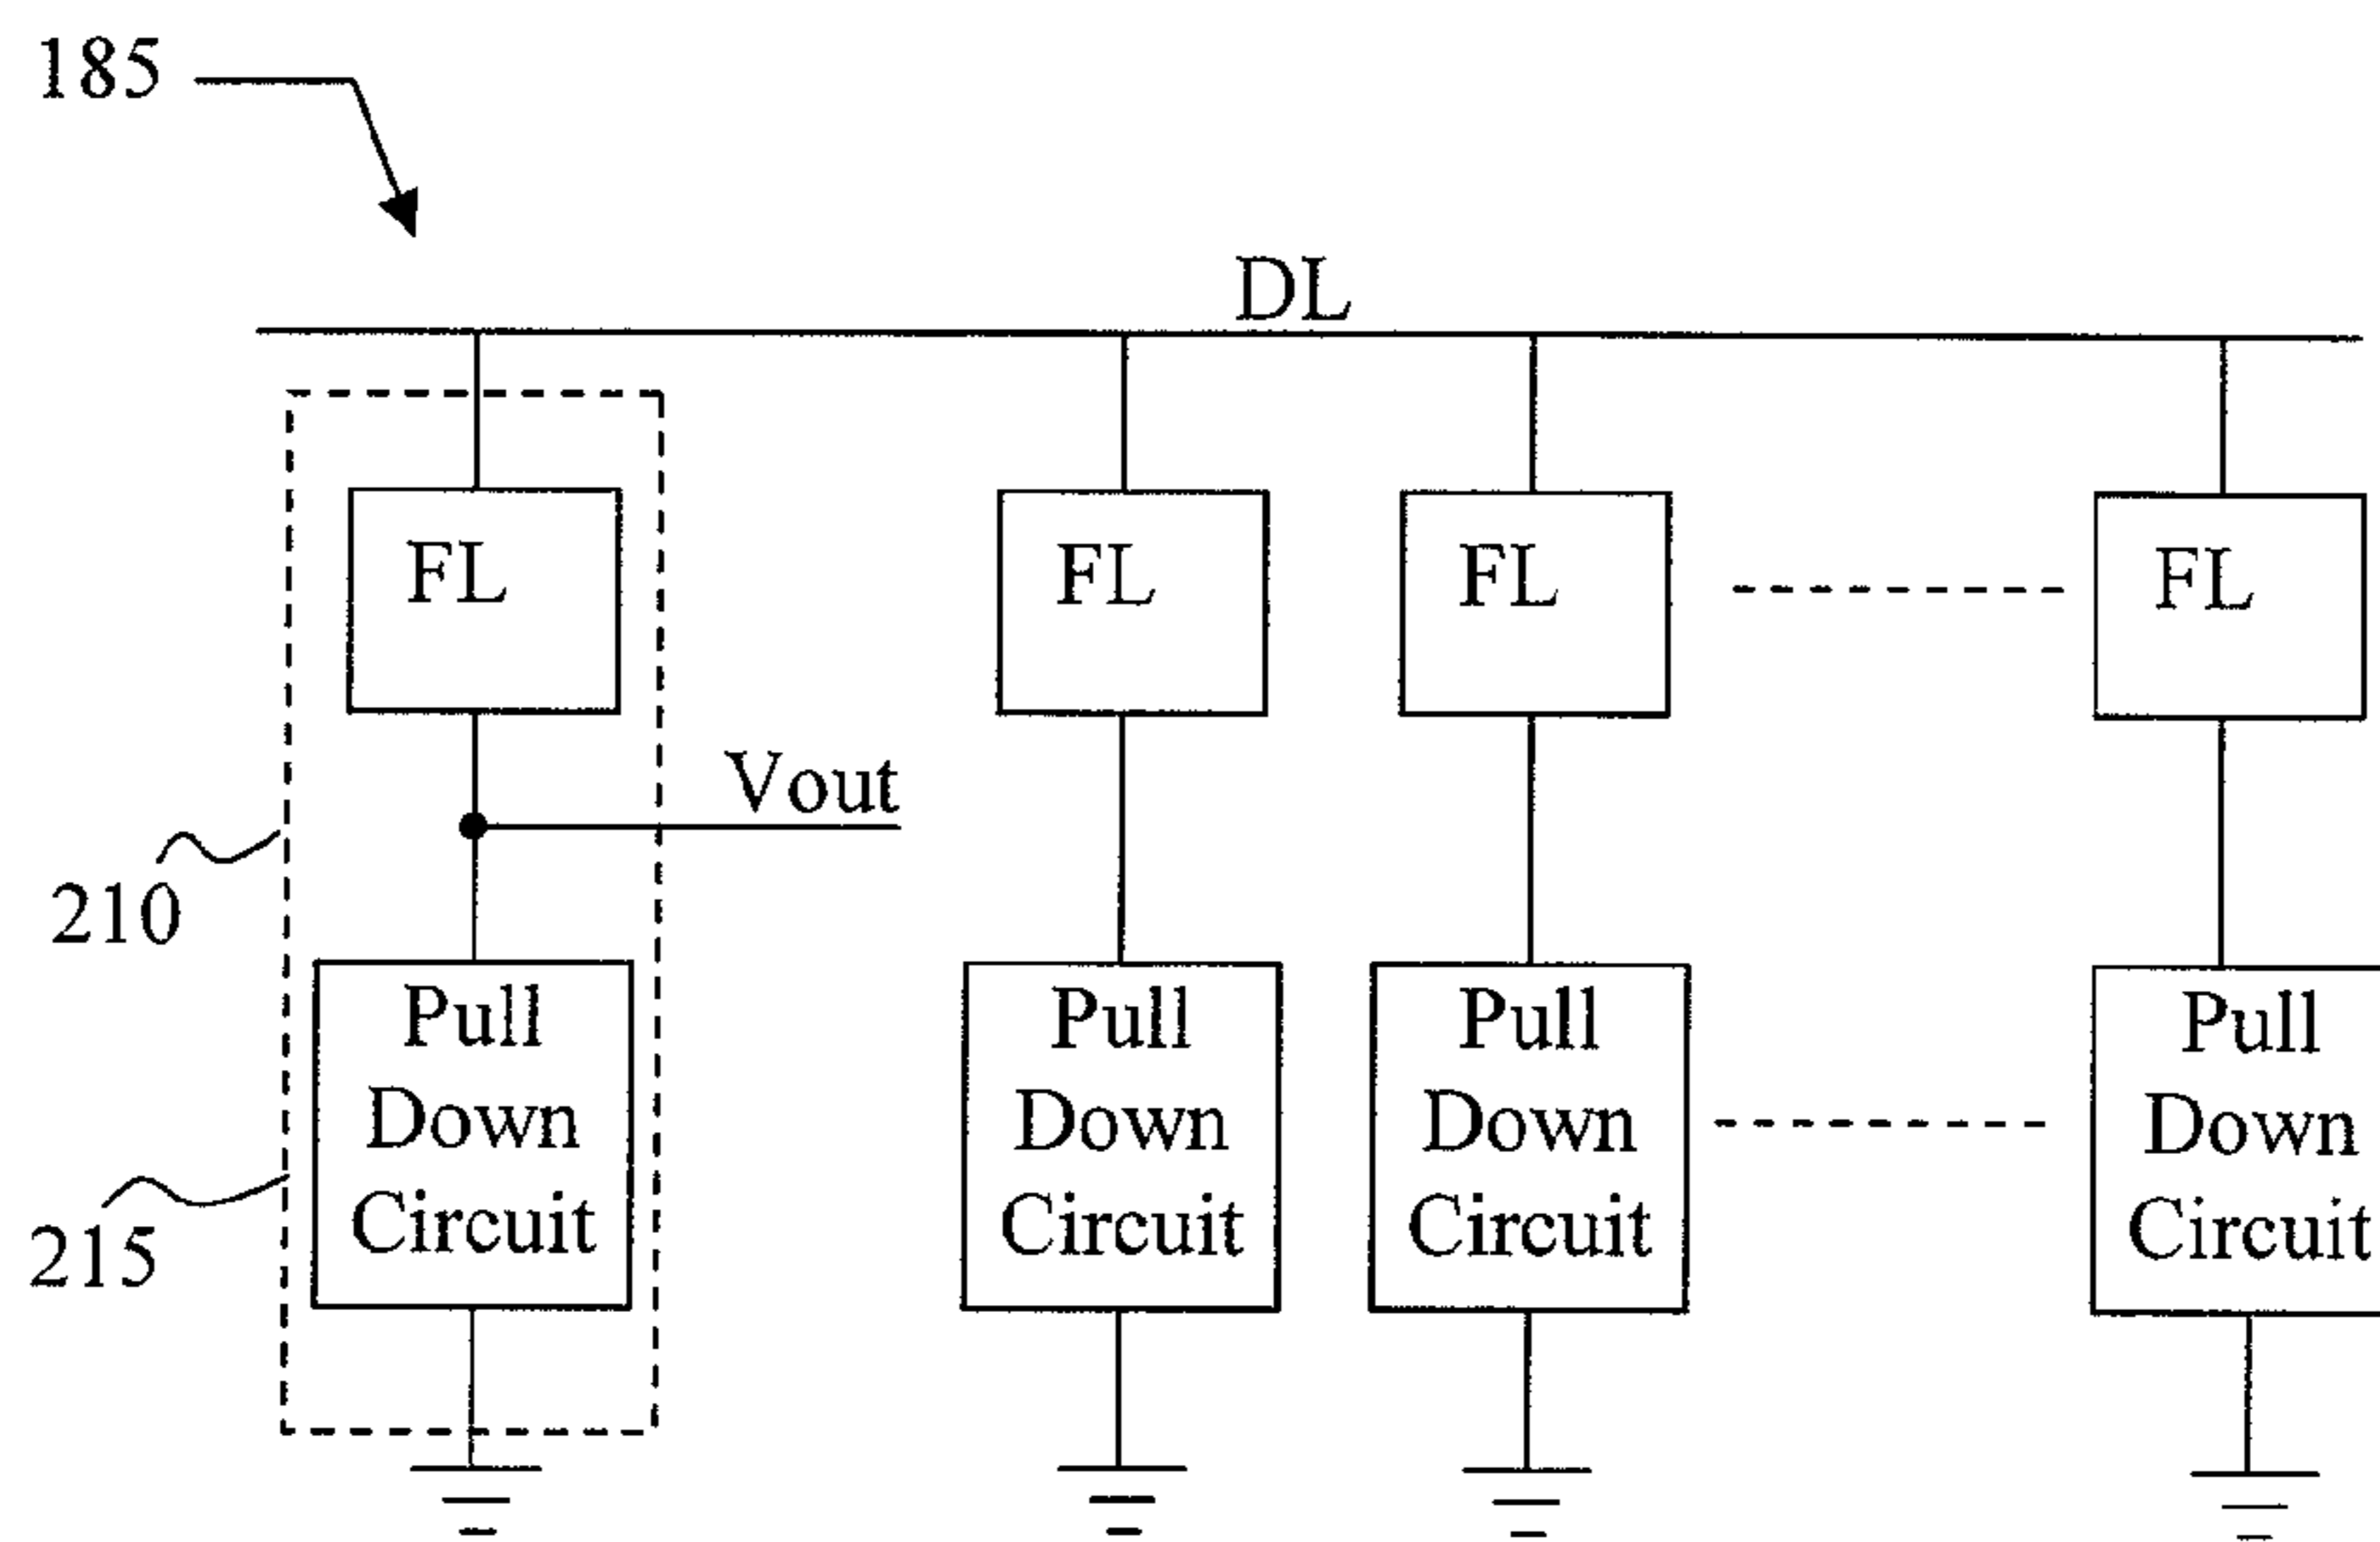 185
DL
FL
FL
FL
FL
Vout
210
Pull
Down
Circuit
Pull
Down
Circuit
Pull
Down
Circuit
Pull
Down
Circuit
215